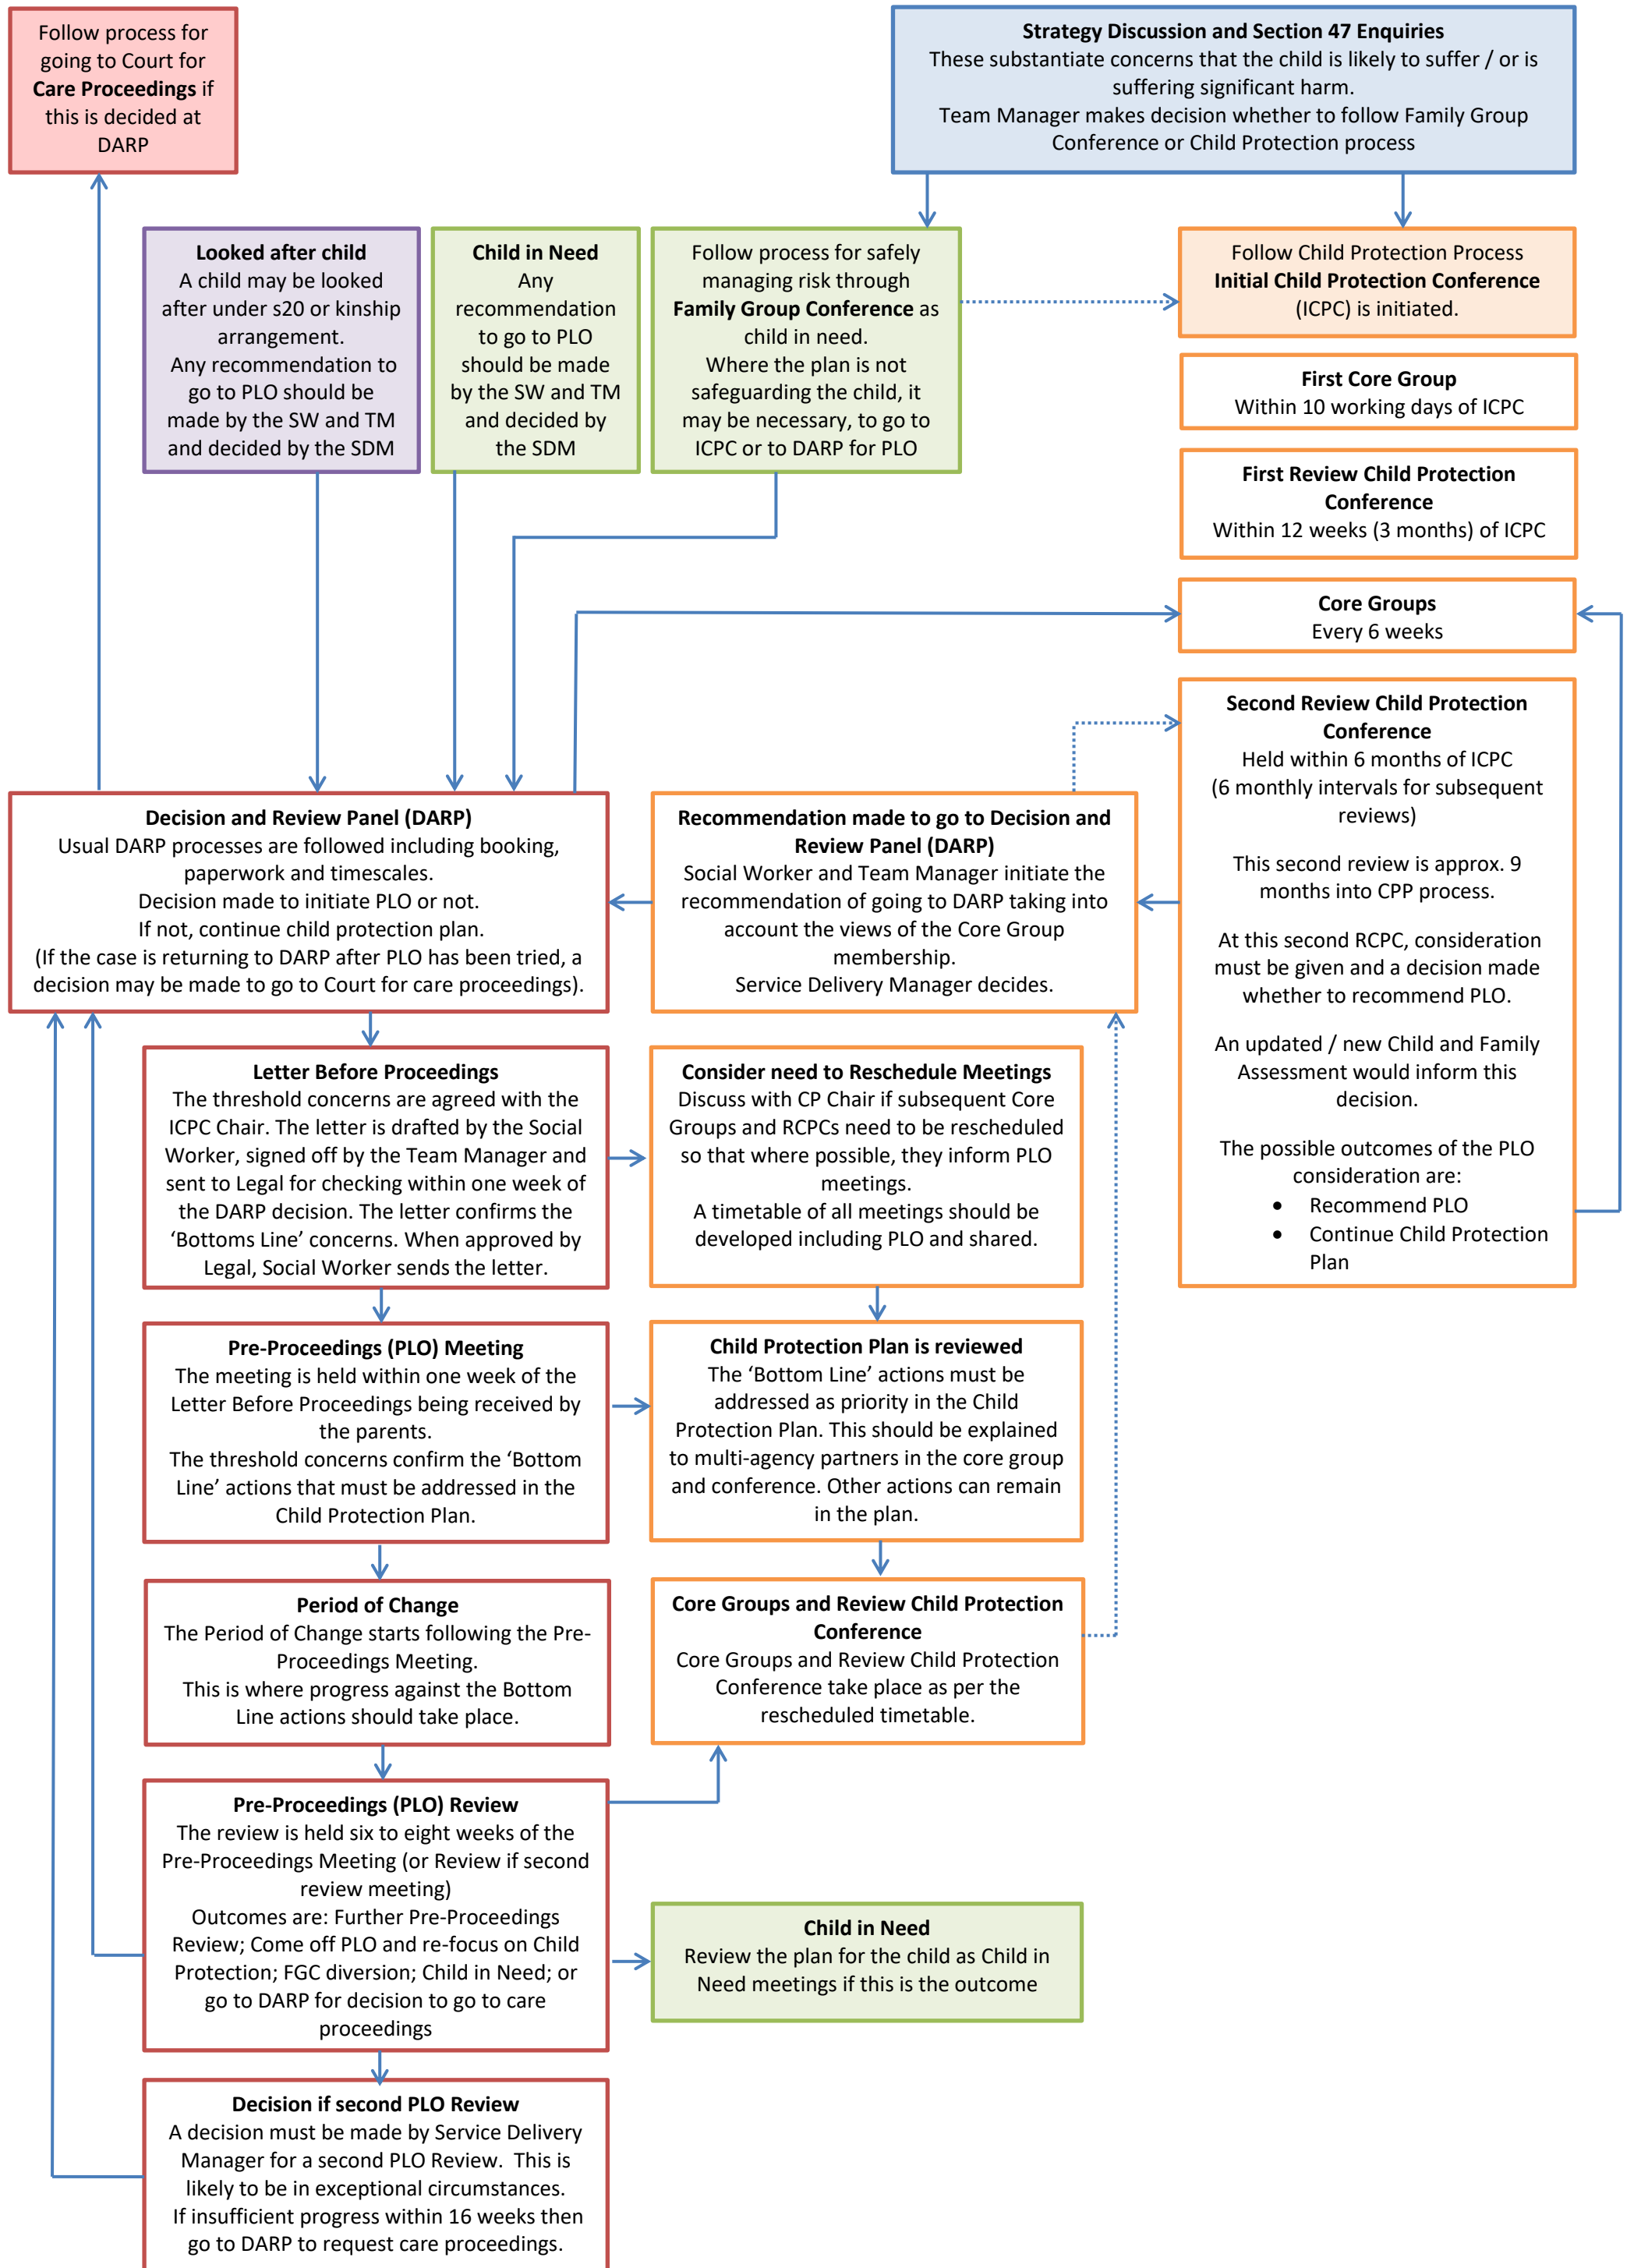 Follow process for
going to Court for
Care Proceedings if
this is decided at
DARP
Strategy Discussion and Section 47 Enquiries
These substantiate concerns that the child is likely to suffer / or is
suffering significant harm.
Team Manager makes decision whether to follow Family Group
Conference or Child Protection process
Looked after child
A child may be looked
after under s20 or kinship
arrangement.
Any recommendation to
go to PLO should be
made by the SW and TM
and decided by the SDM
Child in Need
Any
recommendation
to go to PLO
should be made
by the SW and TM
and decided by
the SDM
Follow process for safely
managing risk through
Family Group Conference as
child in need.
Where the plan is not
safeguarding the child, it
may be necessary, to go to
ICPC or to DARP for PLO
Follow Child Protection Process
Initial Child Protection Conference
(ICPC) is initiated.
First Core Group
Within 10 working days of ICPC
First Review Child Protection
Conference
Within 12 weeks (3 months) of ICPC
Core Groups
Every 6 weeks
Second Review Child Protection
Conference
Held within 6 months of ICPC
(6 monthly intervals for subsequent
reviews)
This second review is approx. 9
months into CPP process.
At this second RCPC, consideration
must be given and a decision made
whether to recommend PLO.
An updated / new Child and Family
Assessment would inform this
decision.
The possible outcomes of the PLO
consideration are:
• Recommend PLO
• Continue Child Protection
Plan
Decision and Review Panel (DARP)
Usual DARP processes are followed including booking,
paperwork and timescales.
Decision made to initiate PLO or not.
If not, continue child protection plan.
(If the case is returning to DARP after PLO has been tried, a
decision may be made to go to Court for care proceedings).
Recommendation made to go to Decision and
Review Panel (DARP)
Social Worker and Team Manager initiate the
recommendation of going to DARP taking into
account the views of the Core Group
membership.
Service Delivery Manager decides.
Letter Before Proceedings
The threshold concerns are agreed with the
ICPC Chair. The letter is drafted by the Social
Worker, signed off by the Team Manager and
sent to Legal for checking within one week of
the DARP decision. The letter confirms the
‘Bottoms Line’ concerns. When approved by
Legal, Social Worker sends the letter.
Consider need to Reschedule Meetings
Discuss with CP Chair if subsequent Core
Groups and RCPCs need to be rescheduled
so that where possible, they inform PLO
meetings.
A timetable of all meetings should be
developed including PLO and shared.
Pre-Proceedings (PLO) Meeting
The meeting is held within one week of the
Letter Before Proceedings being received by
the parents.
The threshold concerns confirm the ‘Bottom
Line’ actions that must be addressed in the
Child Protection Plan.
Child Protection Plan is reviewed
The ‘Bottom Line’ actions must be
addressed as priority in the Child
Protection Plan. This should be explained
to multi-agency partners in the core group
and conference. Other actions can remain
in the plan.
Period of Change
The Period of Change starts following the Pre-
Proceedings Meeting.
This is where progress against the Bottom
Line actions should take place.
Core Groups and Review Child Protection
Conference
Core Groups and Review Child Protection
Conference take place as per the
rescheduled timetable.
Pre-Proceedings (PLO) Review
The review is held six to eight weeks of the
Pre-Proceedings Meeting (or Review if second
review meeting)
Outcomes are: Further Pre-Proceedings
Review; Come off PLO and re-focus on Child
Protection; FGC diversion; Child in Need; or
go to DARP for decision to go to care
proceedings
Child in Need
Review the plan for the child as Child in
Need meetings if this is the outcome
Decision if second PLO Review
A decision must be made by Service Delivery
Manager for a second PLO Review. This is
likely to be in exceptional circumstances.
If insufficient progress within 16 weeks then
go to DARP to request care proceedings.